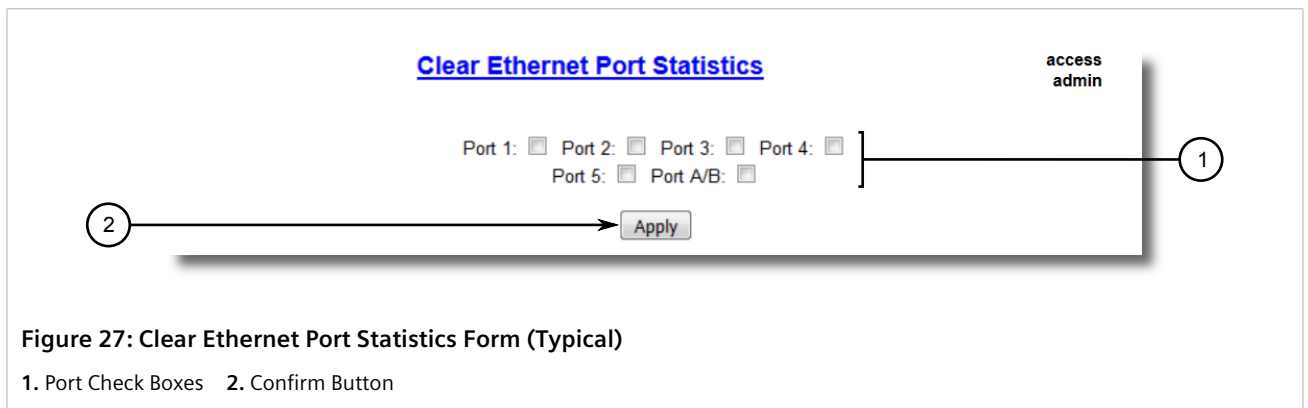 Clear Ethernet Port Statistics
access
admin
Port 1: Port 2: Port 3: Port 4:
Port 5: Port A/B:
1
2
Apply
Figure 27: Clear Ethernet Port Statistics Form (Typical)
1. Port Check Boxes 2. Confirm Button